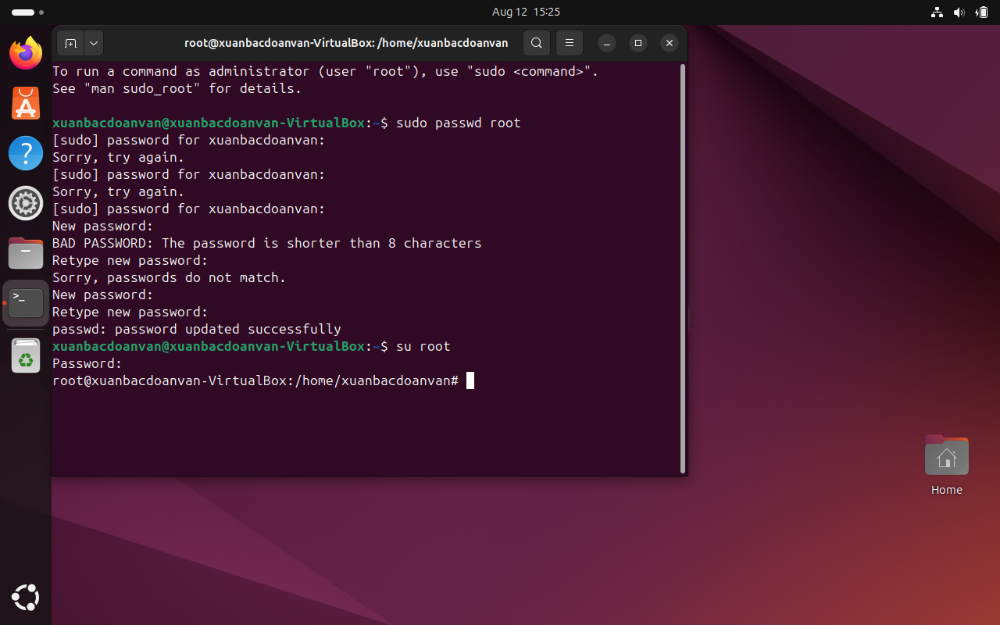 Aug 12 15:25
root@xuanbacdoanvan-VirtualBox: /home/xuanbacdoanvan
To run a command as administrator (user "root"), use "sudo <command>".
See "man sudo_root" for details.
xuanbacdoanvan@xuanbacdoanvan-VirtualBox:~$ sudo passwd root
[sudo] password for xuanbacdoanvan:
Sorry, try again.
[sudo] password for xuanbacdoanvan:
Sorry, try again.
[sudo] password for xuanbacdoanvan:
New password:
BAD PASSWORD: The password is shorter than 8 characters
Retype new password:
Sorry, passwords do not match.
New password:
Retype new password:
passwd: password updated successfully
xuanbacdoanvan@xuanbacdoanvan-VirtualBox:~$ su root
Password:
root@xuanbacdoanvan-VirtualBox:/home/xuanbacdoanvan#
Home